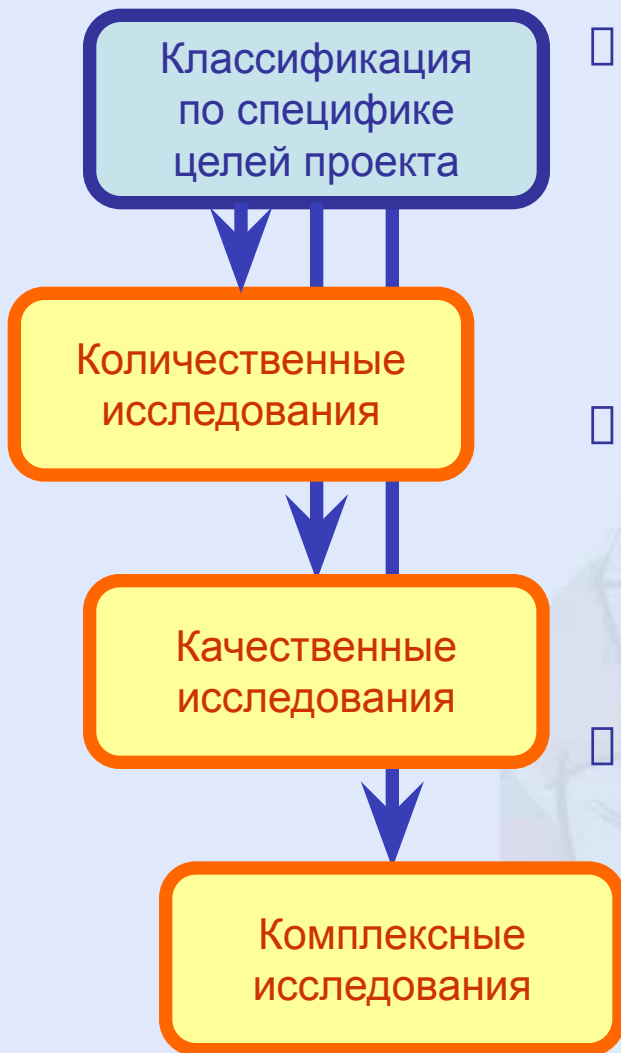 Классификация
по специфике
целей проекта
Количественные
исследования
Качественные
исследования
Комплексные
исследования